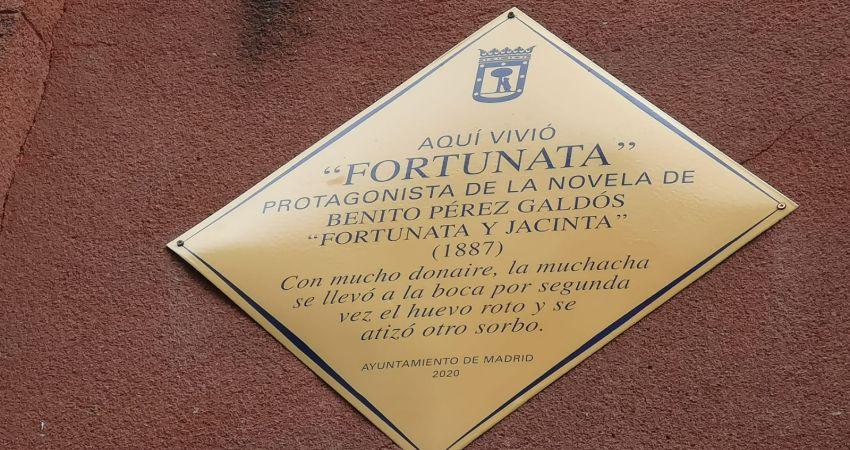 AQUÍ VIVIÓ
"FORTUNATA"
PROTAGONISTA DE LA NOVELA DE
BENITO PÉREZ GALDÓS
"FORTUNATA Y JACINTA"
(1887)
Con mucho donaire, la muchacha
se llevó a la boca por segunda
vez el huevo roto y se
atizó otro sorbo.
AYUNTAMIENTO DE MADRID
2020